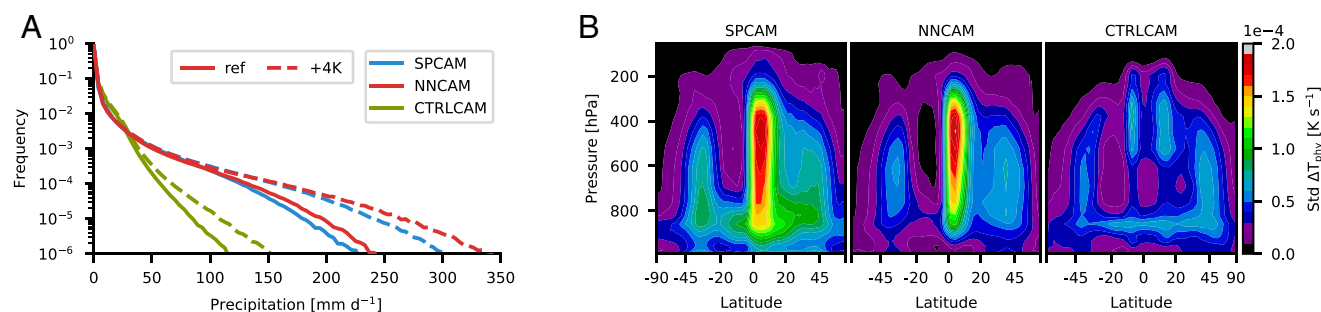 A
10⁰
10⁻¹
10⁻²
10⁻³
10⁻⁴
10⁻⁵
10⁻⁶
Frequency
ref +4K
SPCAM
NNCAM
CTRLCAM
0 50 100 150 200 250 300 350
Precipitation [mm d⁻¹]
B
SPCAM NNCAM CTRLCAM
Pressure [hPa]
200
400
600
800
-90 -45 -20 0 20 45 -45 -20 0 20 45 -45 -20 0 20 45 90
Latitude Latitude Latitude
1e−4
2.0
1.5
1.0
0.5
0.0
Std ΔT_phy [K s⁻¹]